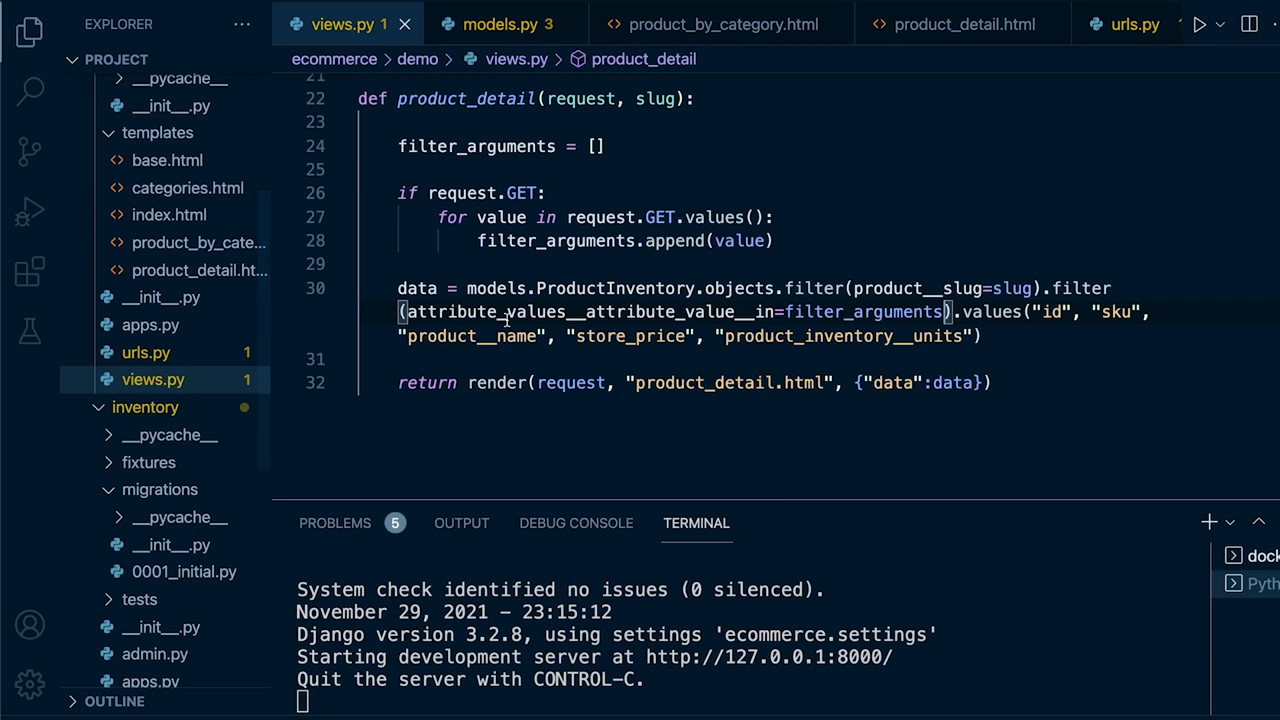 EXPLORER
PROJECT
__pycache__
__init__.py
templates
base.html
categories.html
index.html
product_by_cate...
product_detail.ht...
__init__.py
apps.py
urls.py 1
views.py 1
inventory
__pycache__
fixtures
migrations
__pycache__
__init__.py
0001_initial.py
tests
__init__.py
admin.py
apps.py
OUTLINE
views.py 1 models.py 3 product_by_category.html product_detail.html urls.py
ecommerce > demo > views.py > product_detail
21
22 def product_detail(request, slug):
23
24 filter_arguments = []
25
26 if request.GET:
27 for value in request.GET.values():
28 filter_arguments.append(value)
29
30 data = models.ProductInventory.objects.filter(product__slug=slug).filter
(attribute_values__attribute_value__in=filter_arguments).values("id", "sku",
"product__name", "store_price", "product_inventory__units")
31
32 return render(request, "product_detail.html", {"data":data})
PROBLEMS 5 OUTPUT DEBUG CONSOLE TERMINAL
System check identified no issues (0 silenced).
November 29, 2021 - 23:15:12
Django version 3.2.8, using settings 'ecommerce.settings'
Starting development server at http://127.0.0.1:8000/
Quit the server with CONTROL-C.
dock
Pyth